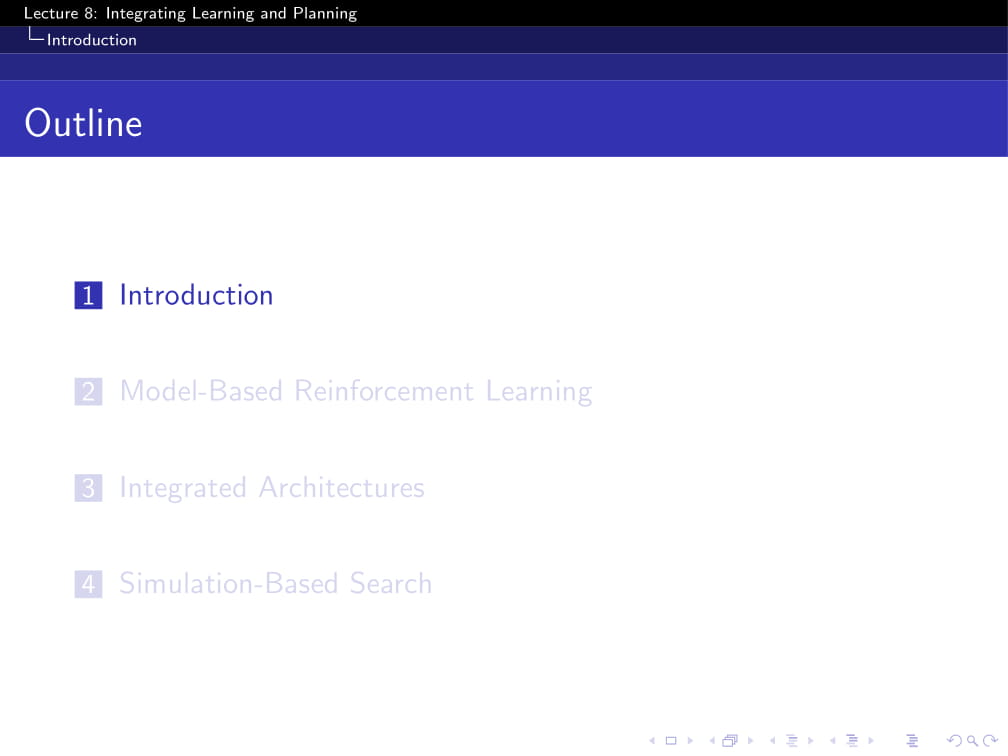 Lecture 8: Integrating Learning and Planning
Introduction
Outline
1 Introduction
2 Model-Based Reinforcement Learning
3 Integrated Architectures
4 Simulation-Based Search